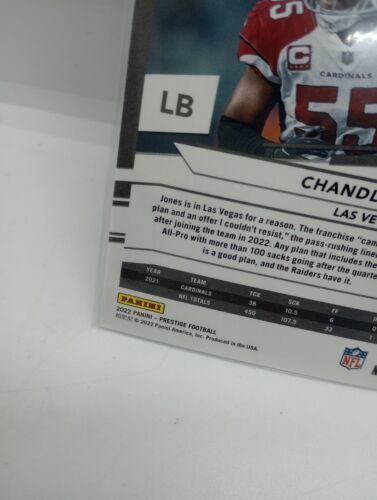 55
C
CARDINALS
NFL
55
LB
CHANDL
LAS VE
Jones is in Las Vegas for a reason. The franchise "cam
plan and an offer I couldn't resist," the pass-rushing line
after joining the team in 2022. Any plan that includes the
All-Pro with more than 100 sacks going after the quarte
is a good plan, and the Raiders have it.
YEAR TEAM TCK SCK FF
2021 CARDINALS 38 10.5 6
NFL TOTALS 450 107.5 33 1
PANINI
2022 PANINI – PRESTIGE FOOTBALL
© 2022 Panini America, Inc. Produced in the USA.
NFL